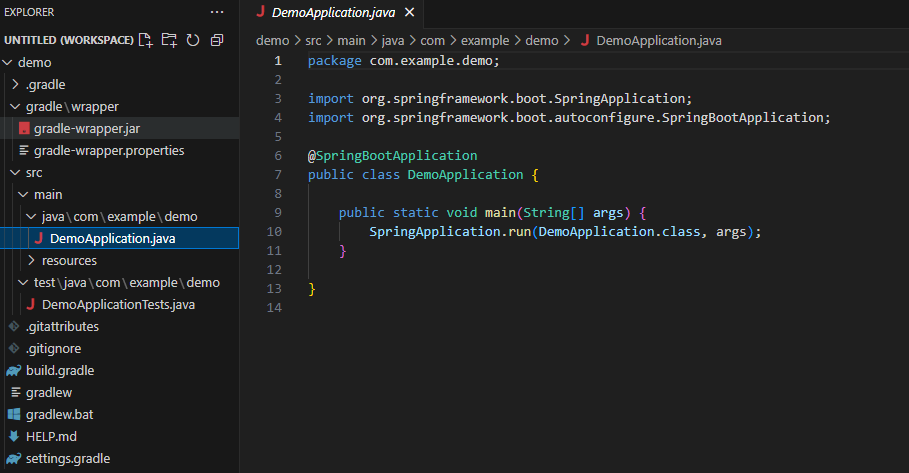 EXPLORER
UNTITLED (WORKSPACE)
demo
.gradle
gradle\wrapper
gradle-wrapper.jar
gradle-wrapper.properties
src
main
java\com\example\demo
DemoApplication.java
resources
test\java\com\example\demo
DemoApplicationTests.java
.gitattributes
.gitignore
build.gradle
gradlew
gradlew.bat
HELP.md
settings.gradle
DemoApplication.java
demo > src > main > java > com > example > demo > DemoApplication.java
1 package com.example.demo;
2
3 import org.springframework.boot.SpringApplication;
4 import org.springframework.boot.autoconfigure.SpringBootApplication;
5
6 @SpringBootApplication
7 public class DemoApplication {
8
9     public static void main(String[] args) {
10         SpringApplication.run(DemoApplication.class, args);
11     }
12
13 }
14